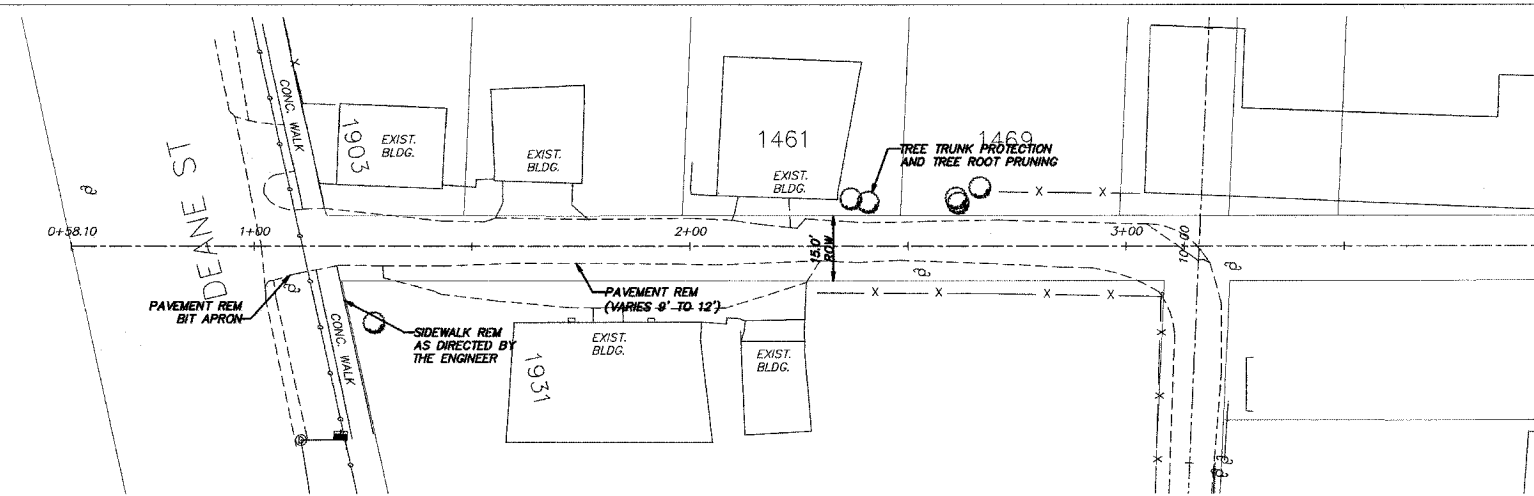 DEANE ST
CONC. WALK
1903
EXIST.
BLDG.
EXIST.
BLDG.
1461
EXIST.
BLDG.
1469
TREE TRUNK PROTECTION
AND TREE ROOT PRUNING
0+58.10
1+00
2+00
3+00
10+00
15.0'
ROW
PAVEMENT REM
BIT APRON
PAVEMENT REM
(VARIES 9' TO 12')
CONC. WALK
SIDEWALK REM
AS DIRECTED BY
THE ENGINEER
1931
EXIST.
BLDG.
EXIST.
BLDG.